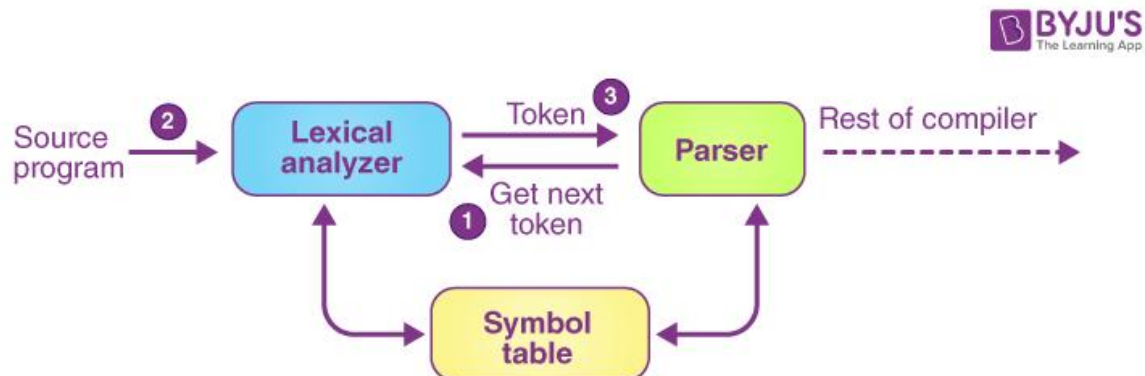 BYJU'S
The Learning App
Source
program
2
Lexical
analyzer
Token
3
Get next
token
1
Parser
Rest of compiler
Symbol
table